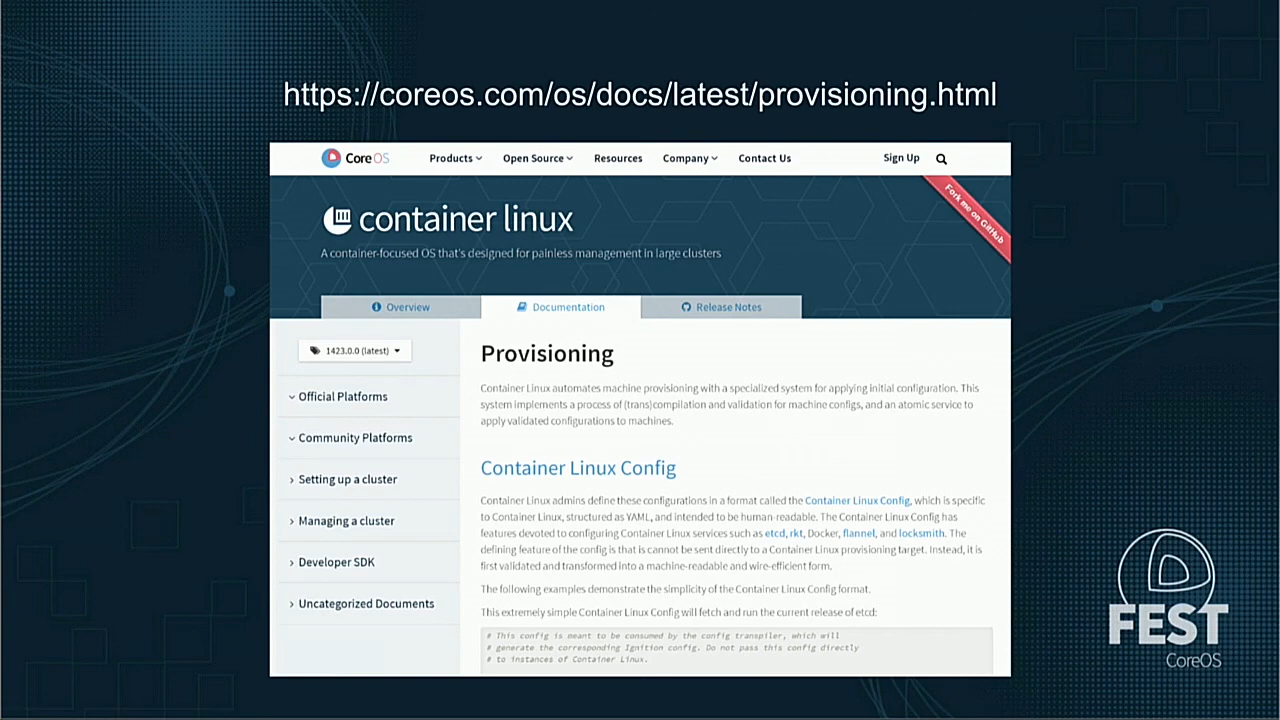 https://coreos.com/os/docs/latest/provisioning.html
CoreOS Products Open Source Resources Company Contact Us Sign Up
Fork me on GitHub
container linux
A container-focused OS that's designed for painless management in large clusters
Overview Documentation Release Notes
1423.0.0 (latest)
Official Platforms
Community Platforms
Setting up a cluster
Managing a cluster
Developer SDK
Uncategorized Documents
Provisioning
Container Linux automates machine provisioning with a specialized system for applying initial configuration. This
system implements a process of (trans)compilation and validation for machine configs, and an atomic service to
apply validated configurations to machines.
Container Linux Config
Container Linux admins define these configurations in a format called the Container Linux Config, which is specific
to Container Linux, structured as YAML, and intended to be human-readable. The Container Linux Config has
features devoted to configuring Container Linux services such as etcd, rkt, Docker, flannel, and locksmith. The
defining feature of the config is that is cannot be sent directly to a Container Linux provisioning target. Instead, it is
first validated and transformed into a machine-readable and wire-efficient form.
The following examples demonstrate the simplicity of the Container Linux Config format.
This extremely simple Container Linux Config will fetch and run the current release of etcd:
# This config is meant to be consumed by the config transpiler, which will
# generate the corresponding Ignition config. Do not pass this config directly
# to instances of Container Linux.
FEST
CoreOS